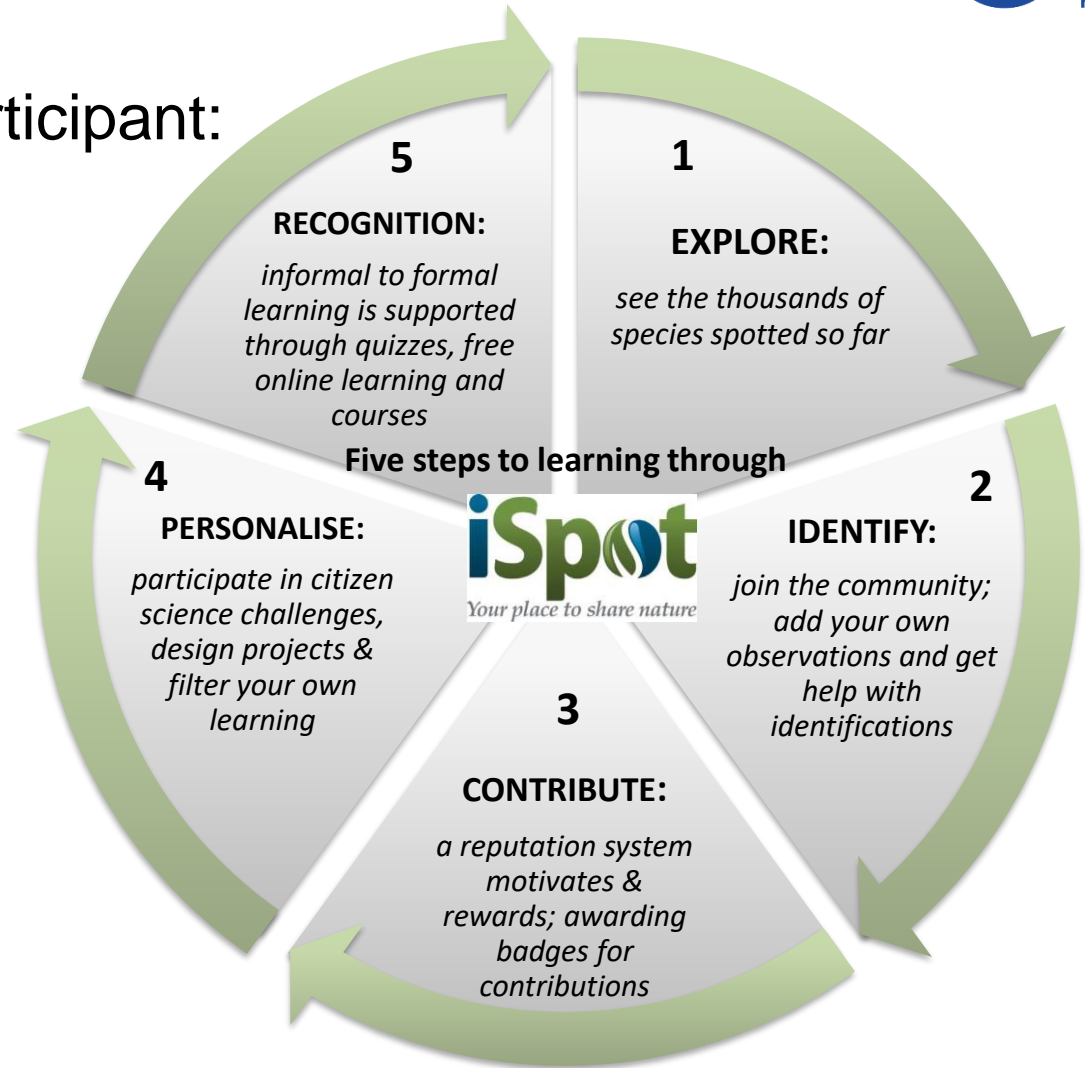 rticipant:
1
EXPLORE:
see the thousands of
species spotted so far
2
IDENTIFY:
join the community;
add your own
observations and get
help with
identifications
3
CONTRIBUTE:
a reputation system
motivates &
rewards; awarding
badges for
contributions
4
PERSONALISE:
participate in citizen
science challenges,
design projects &
filter your own
learning
5
RECOGNITION:
informal to formal
learning is supported
through quizzes, free
online learning and
courses
Five steps to learning through
iSpot
Your place to share nature